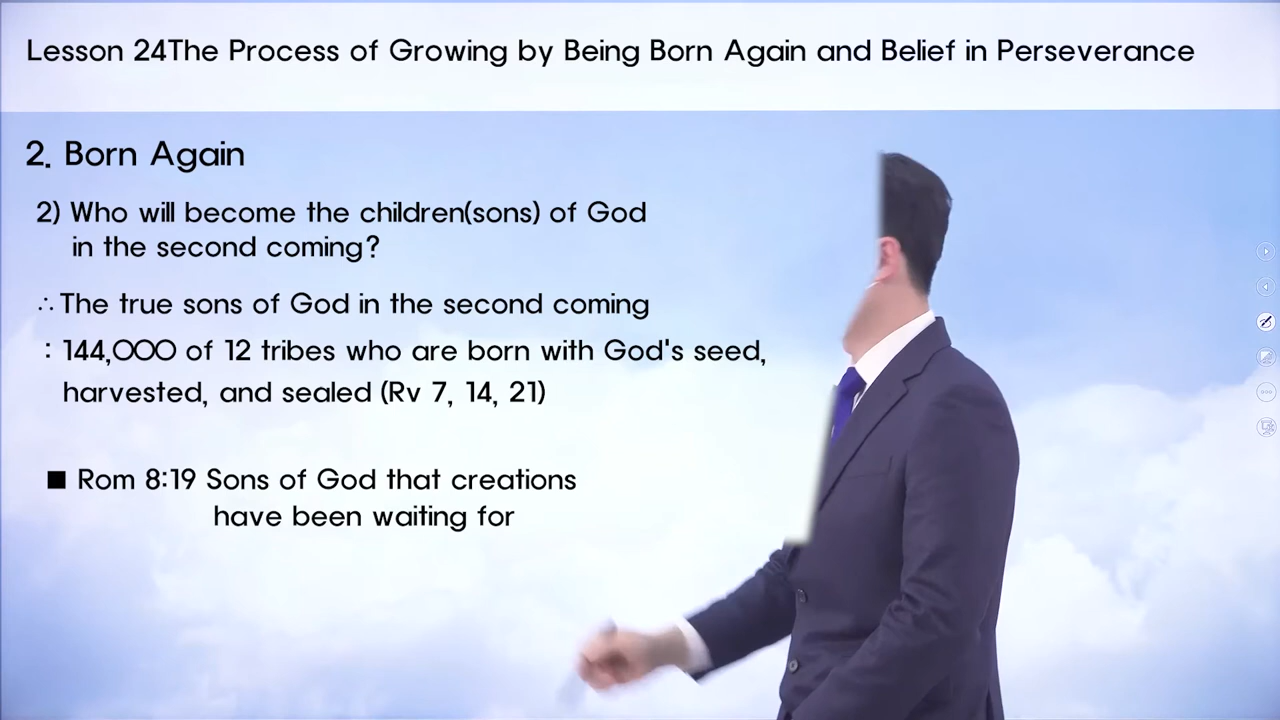 Lesson 24The Process of Growing by Being Born Again and Belief in Perseverance
2. Born Again
2) Who will become the children(sons) of God
in the second coming?
∴ The true sons of God in the second coming
: 144,000 of 12 tribes who are born with God's seed,
harvested, and sealed (Rv 7, 14, 21)
■ Rom 8:19 Sons of God that creations
have been waiting for